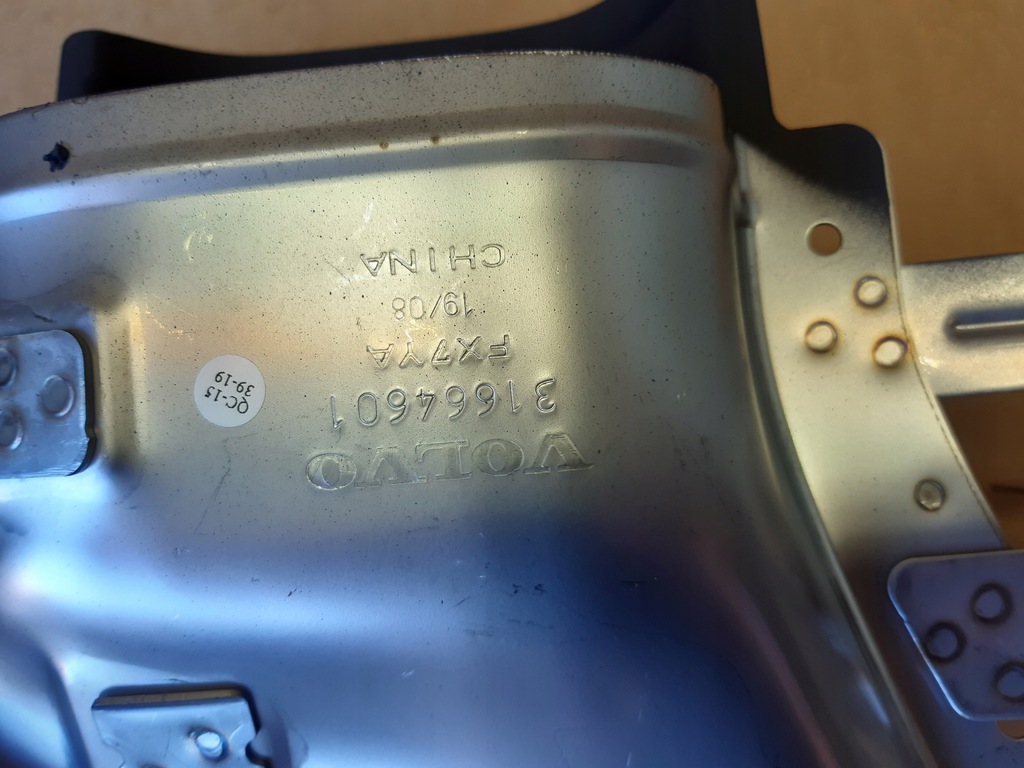 VOLVO
31664601
FX7YA
19/08
CHINA
QC-15
39-19